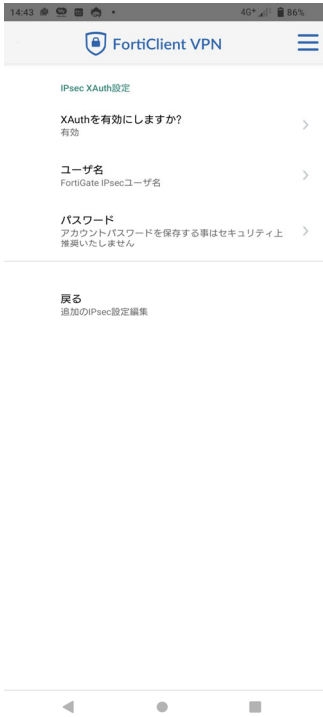 14:43 4G+ 86%
FortiClient VPN
IPsec XAuth設定
XAuthを有効にしますか?
有効
ユーザ名
FortiGate IPsecユーザ名
パスワード
アカウントパスワードを保存する事はセキュリティ上
推奨いたしません
戻る
追加のIPsec設定編集